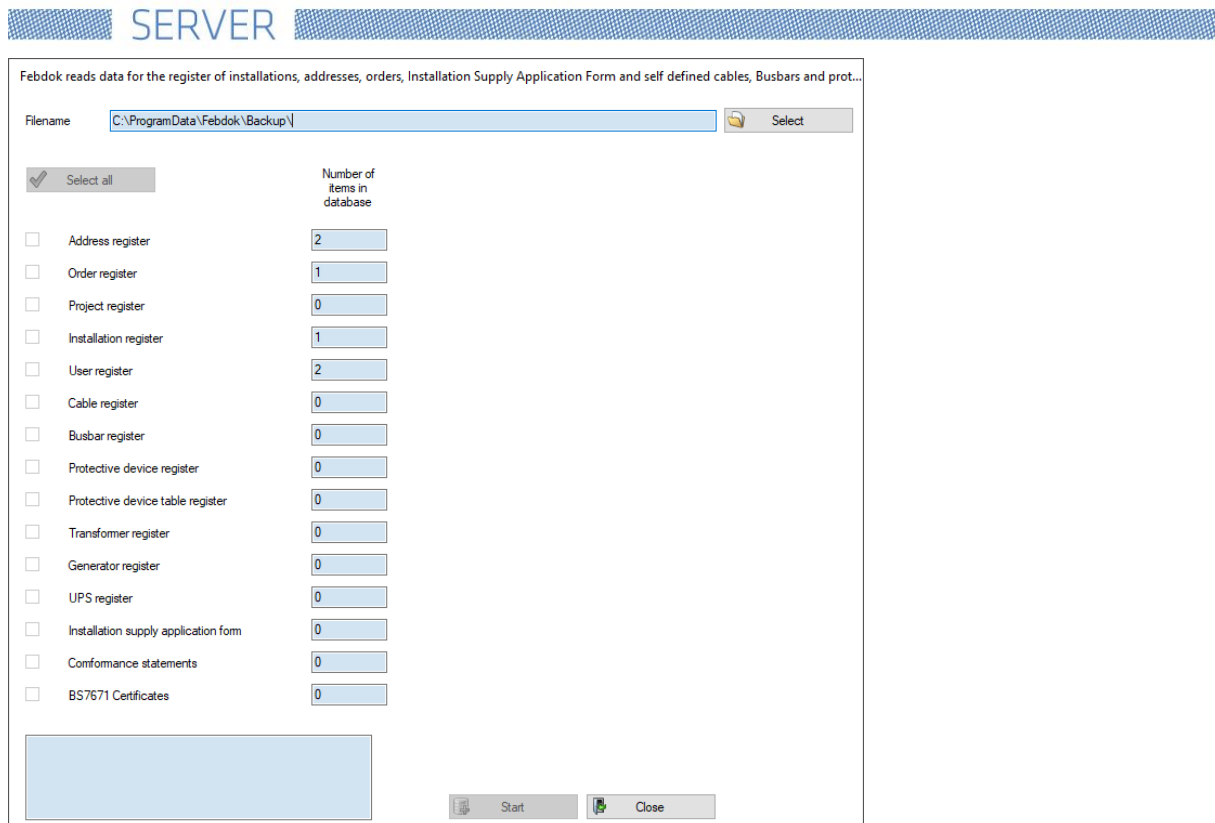 SERVER
Febdok reads data for the register of installations, addresses, orders, Installation Supply Application Form and self defined cables, Busbars and prot...
Filename C:\ProgramData\Febdok\Backup\ Select
Select all
Number of
items in
database
Address register 2
Order register 1
Project register 0
Installation register 1
User register 2
Cable register 0
Busbar register 0
Protective device register 0
Protective device table register 0
Transformer register 0
Generator register 0
UPS register 0
Installation supply application form 0
Comformance statements 0
BS7671 Certificates 0
Start Close